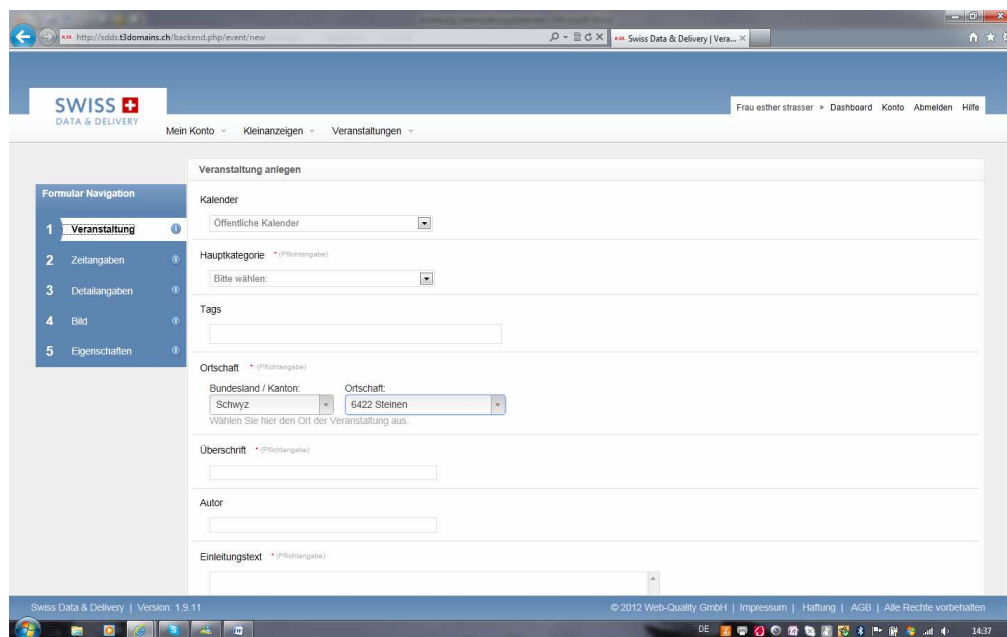 http://sdds.t3domains.ch/backend.php/event/new
Swiss Data & Delivery | Vera...
SWISS
DATA & DELIVERY
Frau esther strasser » Dashboard Konto Abmelden Hilfe
Mein Konto Kleinanzeigen Veranstaltungen
Veranstaltung anlegen
Formular Navigation
1 Veranstaltung
2 Zeitangaben
3 Detailangaben
4 Bild
5 Eigenschaften
Kalender
Öffentliche Kalender
Hauptkategorie * (Pflichtangabe)
Bitte wählen:
Tags
Ortschaft * (Pflichtangabe)
Bundesland / Kanton: Ortschaft:
Schwyz 6422 Steinen
Wählen Sie hier den Ort der Veranstaltung aus.
Überschrift * (Pflichtangabe)
Autor
Einleitungstext * (Pflichtangabe)
Swiss Data & Delivery | Version: 1.9.11
© 2012 Web-Quality GmbH | Impressum | Haftung | AGB | Alle Rechte vorbehalten
DE 14:37